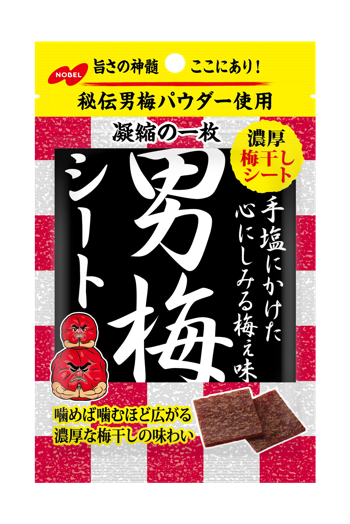 NOBEL
旨さの神髄 ここにあり!
秘伝男梅パウダー使用
凝縮の一枚
濃厚
梅干し
シート
男梅
シート
手塩にかけた
心にしみる梅ぇ味
噛めば噛むほど広がる
濃厚な梅干しの味わい